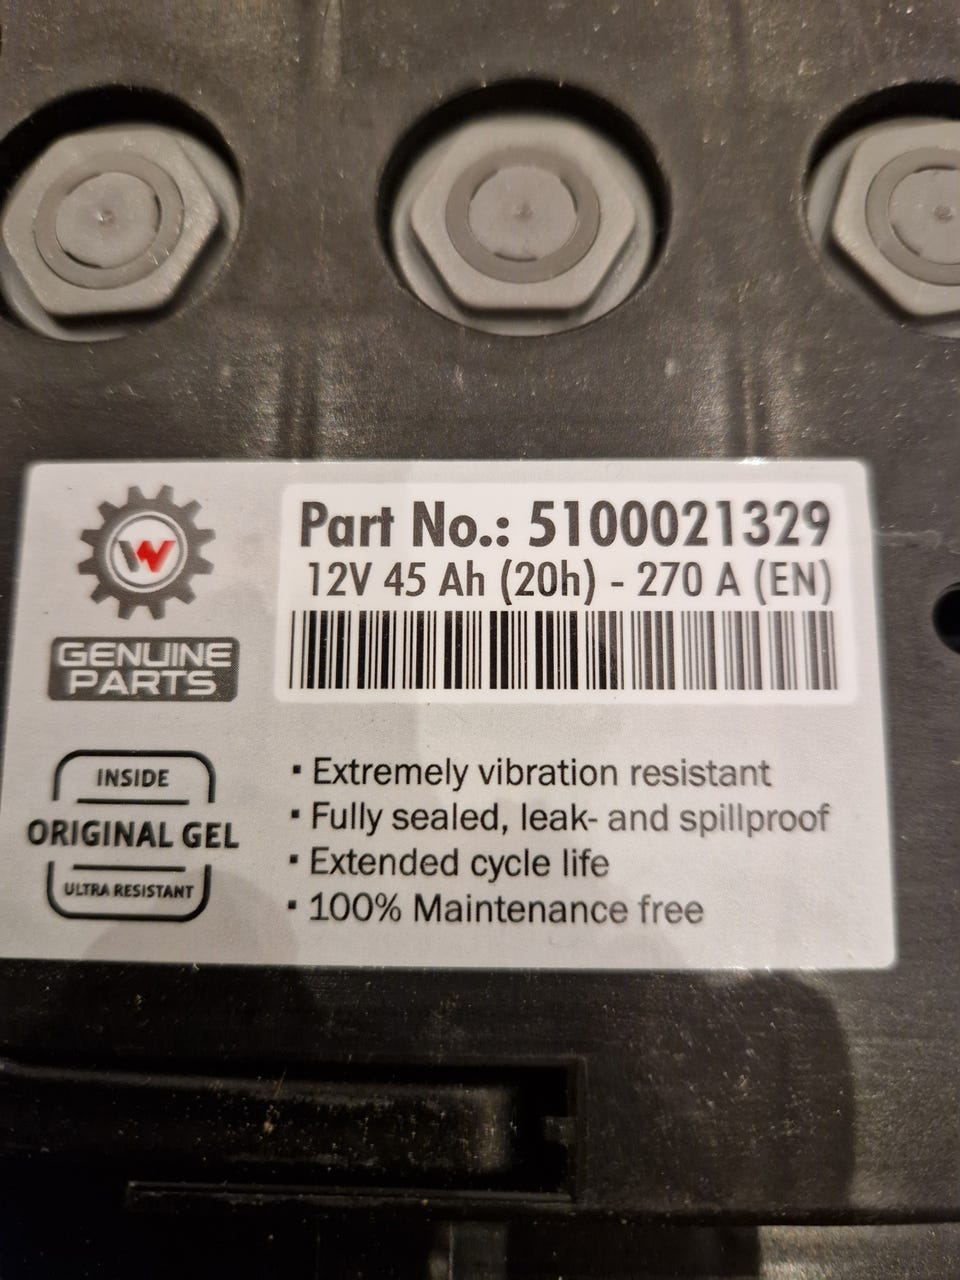 W
GENUINE
PARTS
Part No.: 5100021329
12V 45 Ah (20h) - 270 A (EN)
INSIDE
ORIGINAL GEL
ULTRA RESISTANT
▪ Extremely vibration resistant
▪ Fully sealed, leak- and spillproof
▪ Extended cycle life
▪ 100% Maintenance free